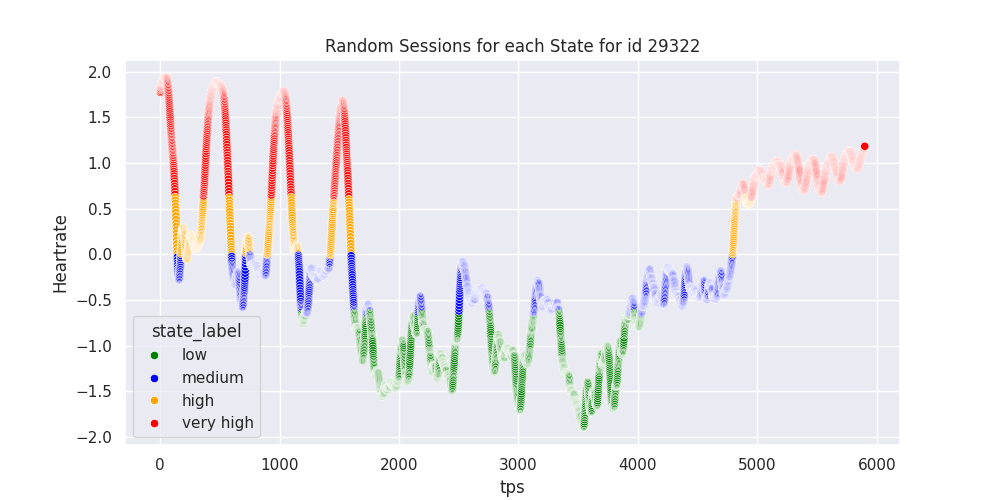 Random Sessions for each State for id 29322
Heartrate
2.0
1.5
1.0
0.5
0.0
−0.5
−1.0
−1.5
−2.0
state_label
low
medium
high
very high
0 1000 2000 3000 4000 5000 6000
tps